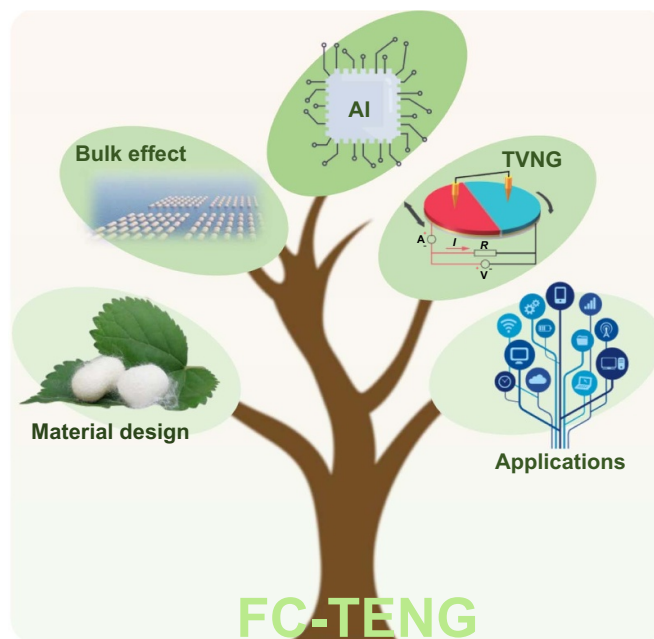 AI
Bulk effect
TVNG
A
I
R
V
Material design
Applications
FC-TENG